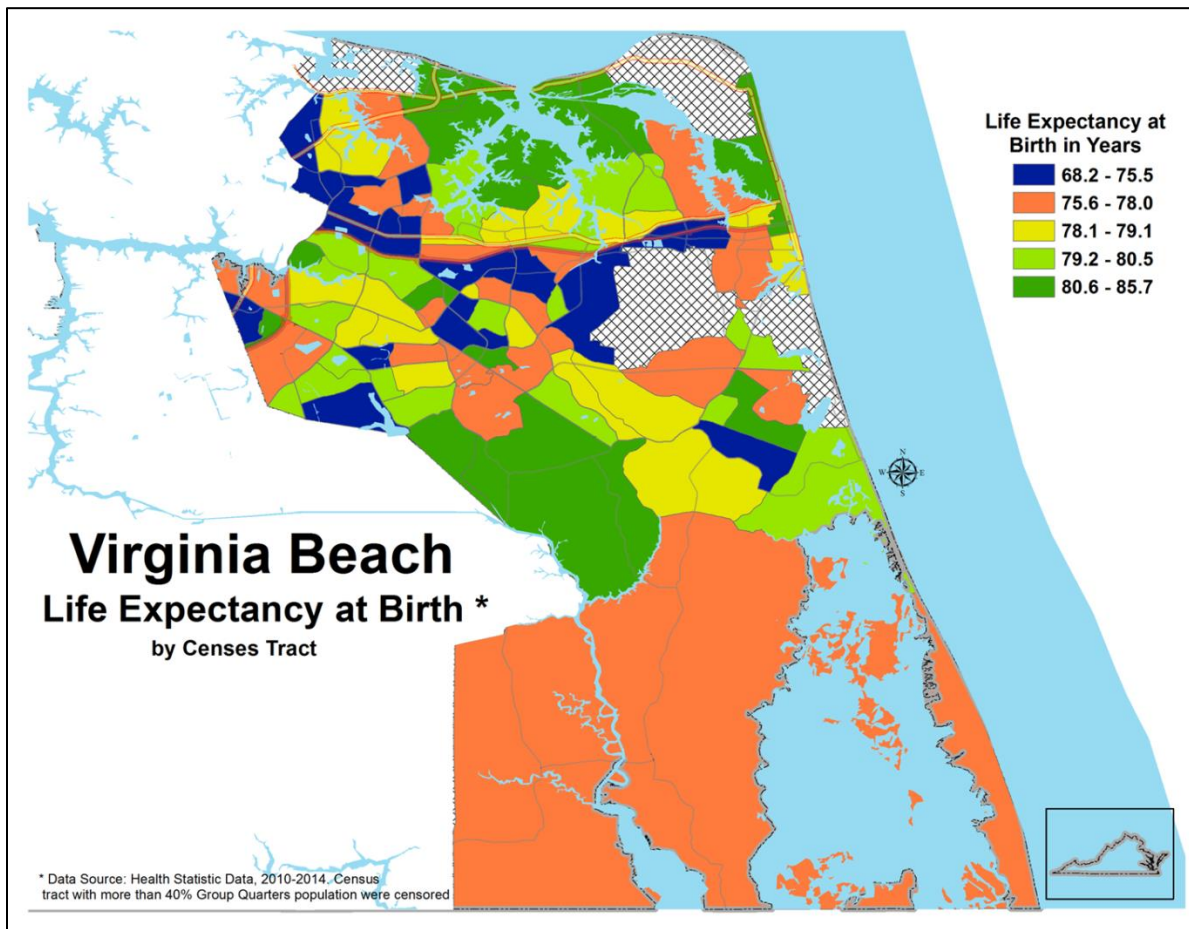 Life Expectancy at
Birth in Years
68.2 - 75.5
75.6 - 78.0
78.1 - 79.1
79.2 - 80.5
80.6 - 85.7
N
W E
S
Virginia Beach
Life Expectancy at Birth *
by Censes Tract
* Data Source: Health Statistic Data, 2010-2014. Census
tract with more than 40% Group Quarters population were censored